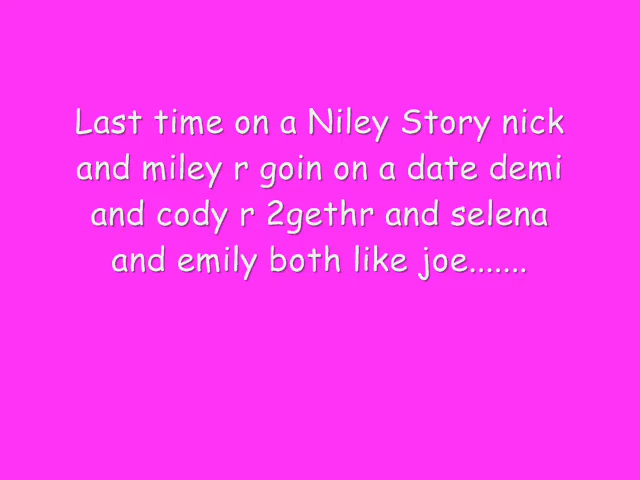 Last time on a Niley Story nick
and miley r goin on a date demi
and cody r 2gethr and selena
and emily both like joe.......